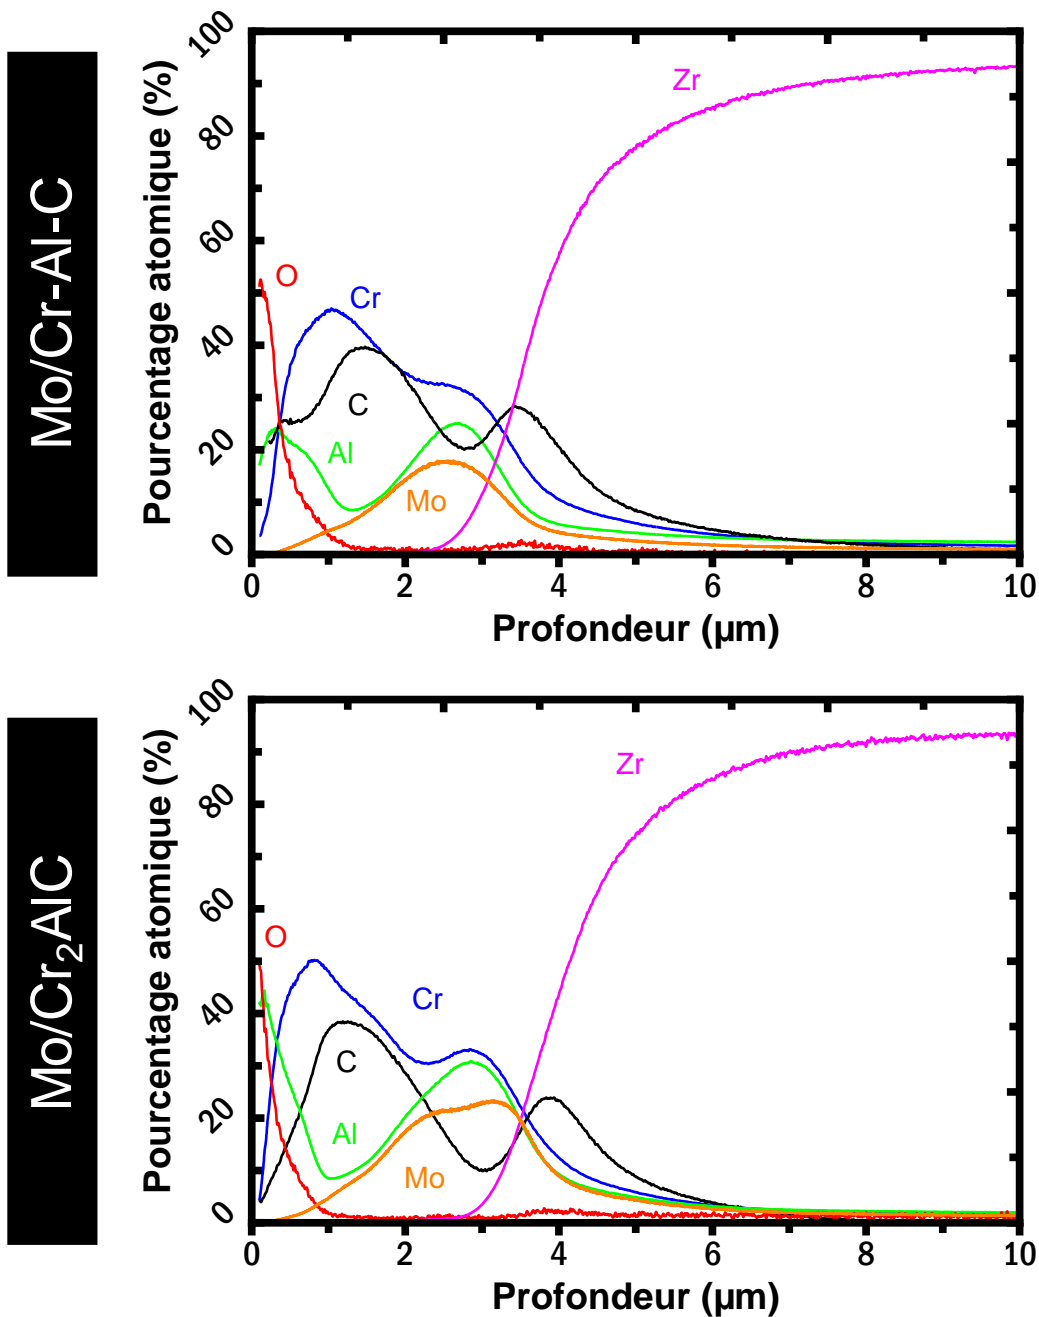 Mo/Cr-Al-C
Pourcentage atomique (%)
100
80
60
40
20
0
Zr
O
Cr
C
Al
Mo
0 2 4 6 8 10
Profondeur (µm)
Mo/Cr₂AlC
Pourcentage atomique (%)
100
80
60
40
20
0
Zr
O
Cr
C
Al
Mo
0 2 4 6 8 10
Profondeur (µm)